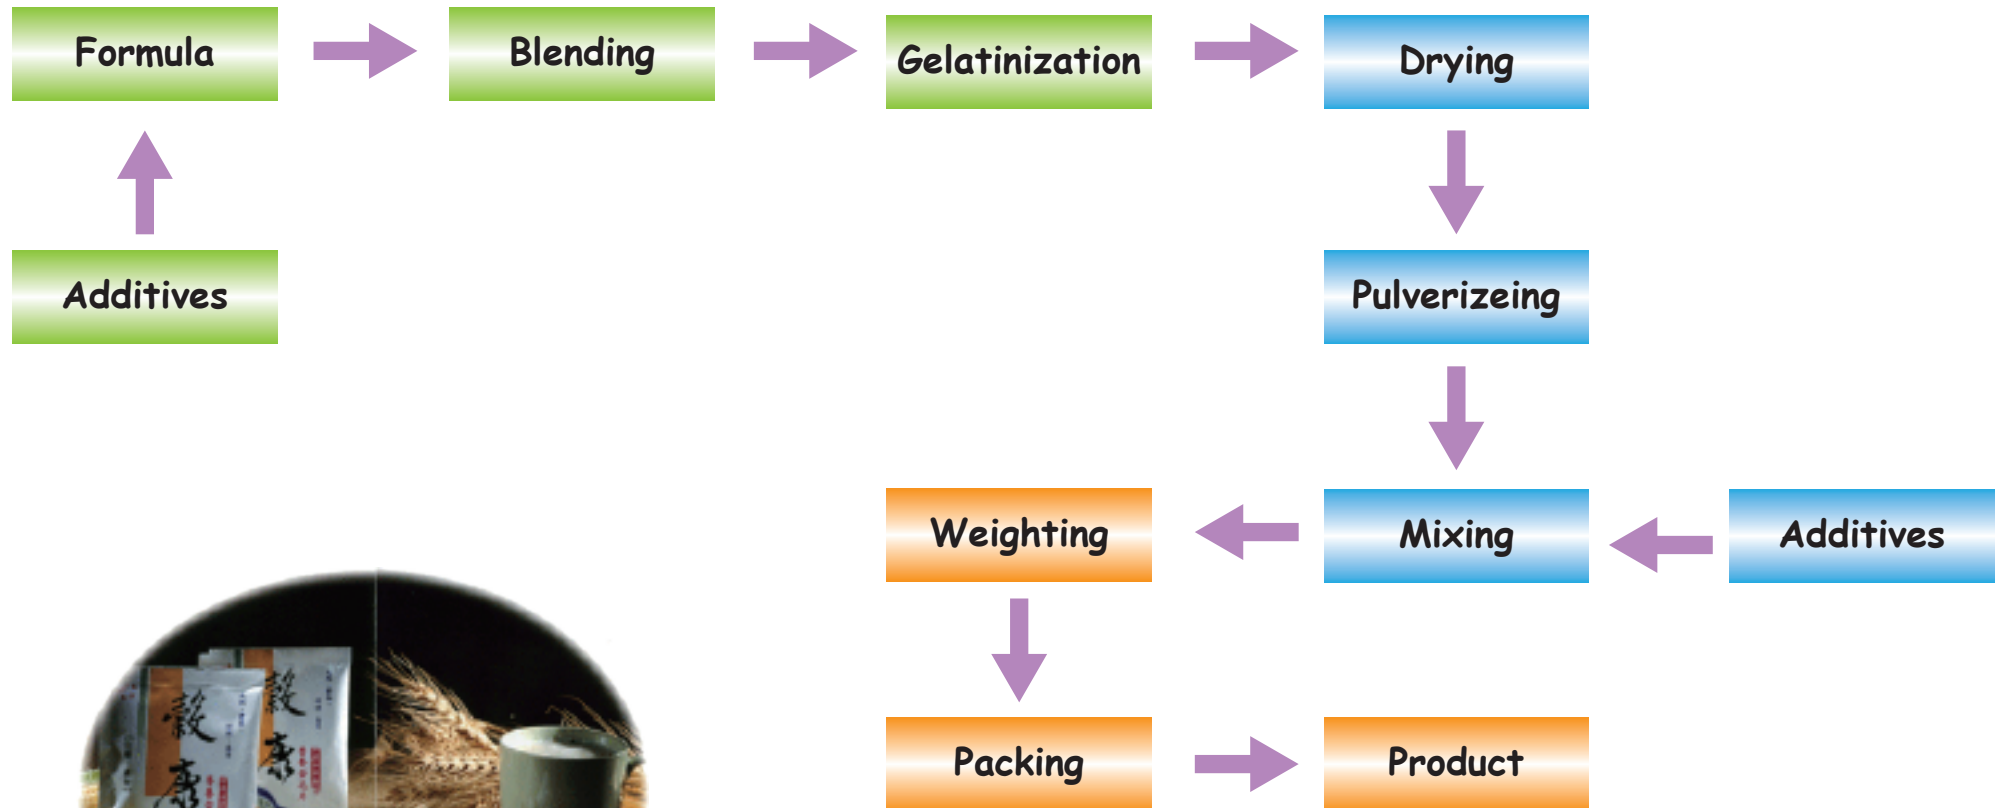 Formula
Blending
Gelatinization
Drying
Additives
Pulverizeing
Weighting
Mixing
Additives
Packing
Product